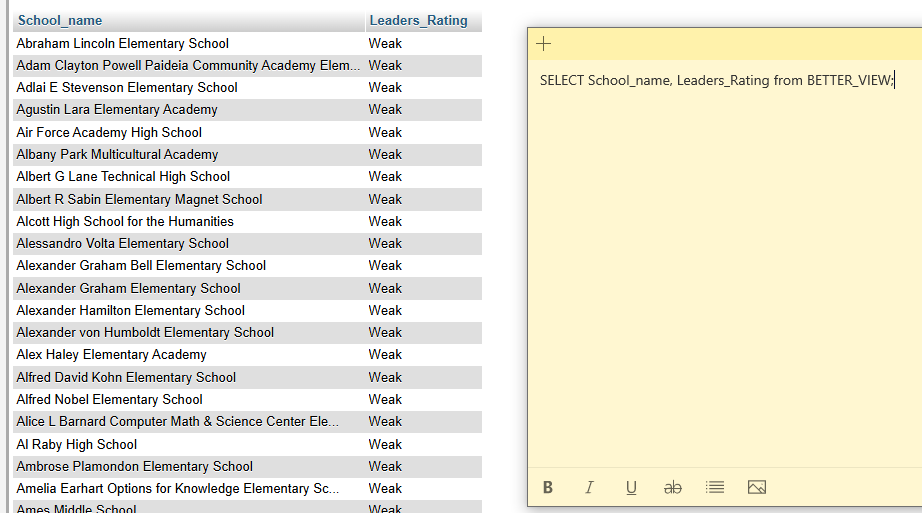 School_name Leaders_Rating
Abraham Lincoln Elementary School Weak
Adam Clayton Powell Paideia Community Academy Elem... Weak
Adlai E Stevenson Elementary School Weak
Agustin Lara Elementary Academy Weak
Air Force Academy High School Weak
Albany Park Multicultural Academy Weak
Albert G Lane Technical High School Weak
Albert R Sabin Elementary Magnet School Weak
Alcott High School for the Humanities Weak
Alessandro Volta Elementary School Weak
Alexander Graham Bell Elementary School Weak
Alexander Graham Elementary School Weak
Alexander Hamilton Elementary School Weak
Alexander von Humboldt Elementary School Weak
Alex Haley Elementary Academy Weak
Alfred David Kohn Elementary School Weak
Alfred Nobel Elementary School Weak
Alice L Barnard Computer Math & Science Center Ele... Weak
Al Raby High School Weak
Ambrose Plamondon Elementary School Weak
Amelia Earhart Options for Knowledge Elementary Sc... Weak
Ames Middle School Weak
SELECT School_name, Leaders_Rating from BETTER_VIEW;
B I U ab